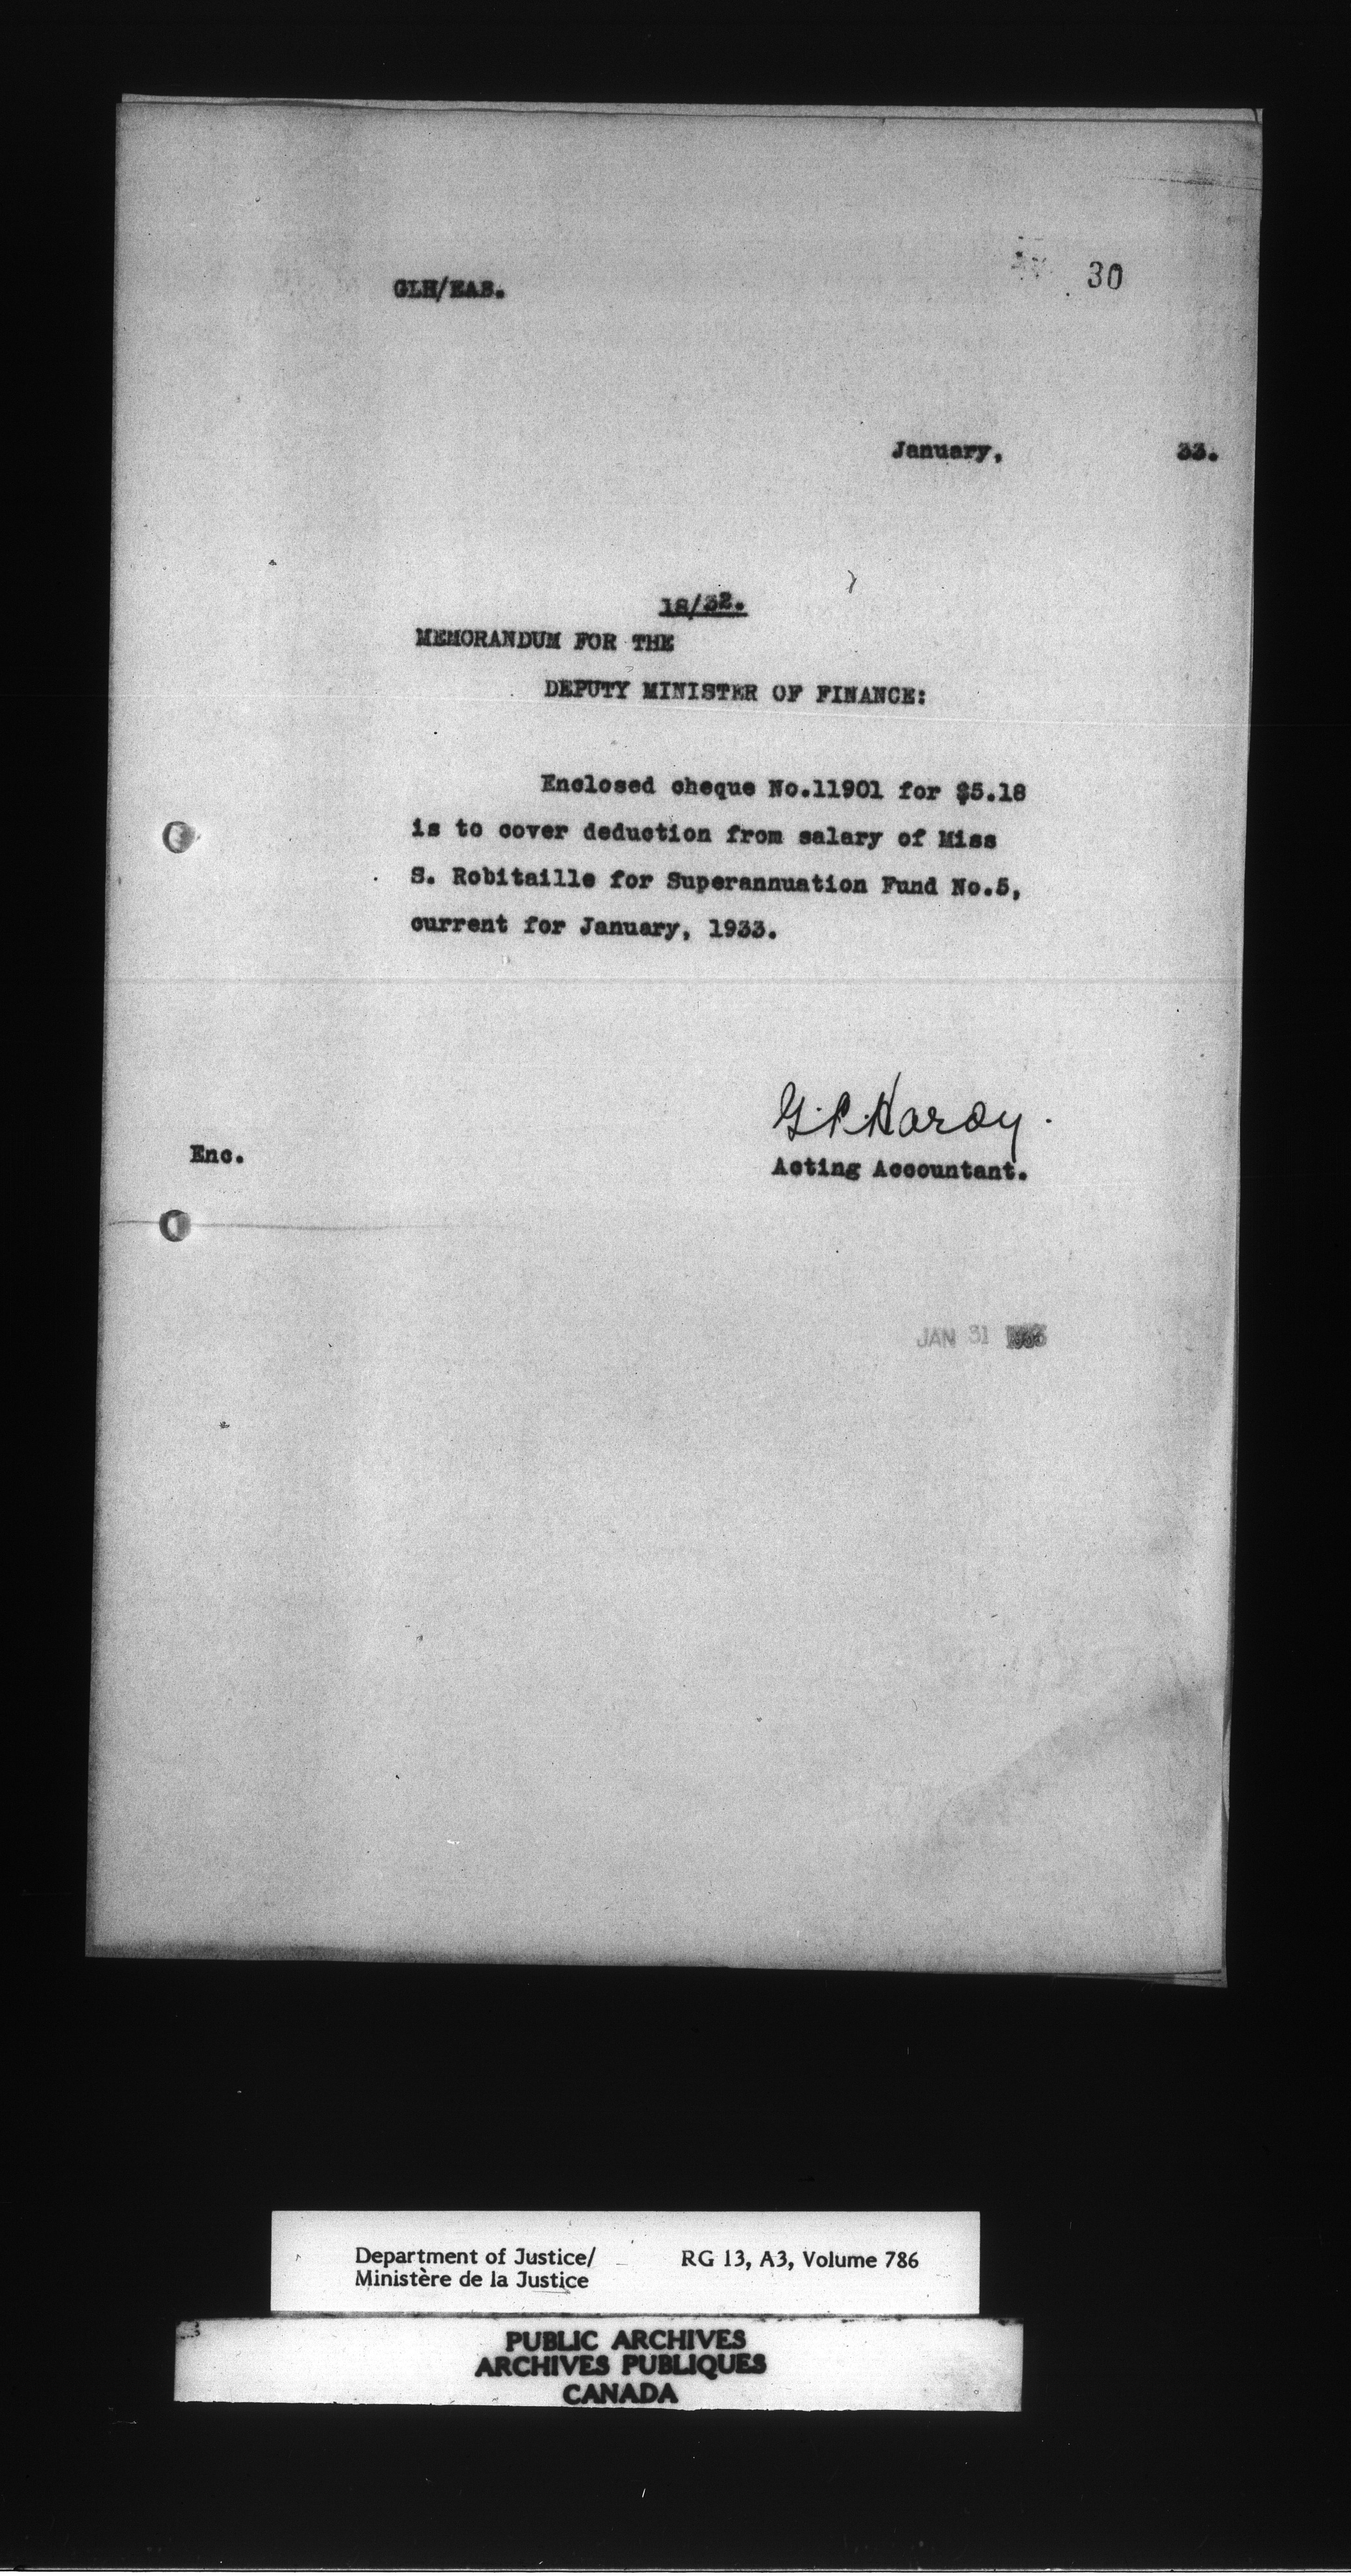 30
GLH/EAB.
January, 33.
18/32.
MEMORANDUM FOR THE
DEPUTY MINISTER OF FINANCE:
Enclosed cheque No.11901 for $5.18
is to cover deduction from salary of Miss
S. Robitaille for Superannuation Fund No.5,
current for January, 1933.
Hardy.
Enc.
Acting Accountant.
JAN 31
Department of Justice/ RG 13, A3, Volume 786
Ministère de la Justice
PUBLIC ARCHIVES
ARCHIVES PUBLIQUES
CANADA